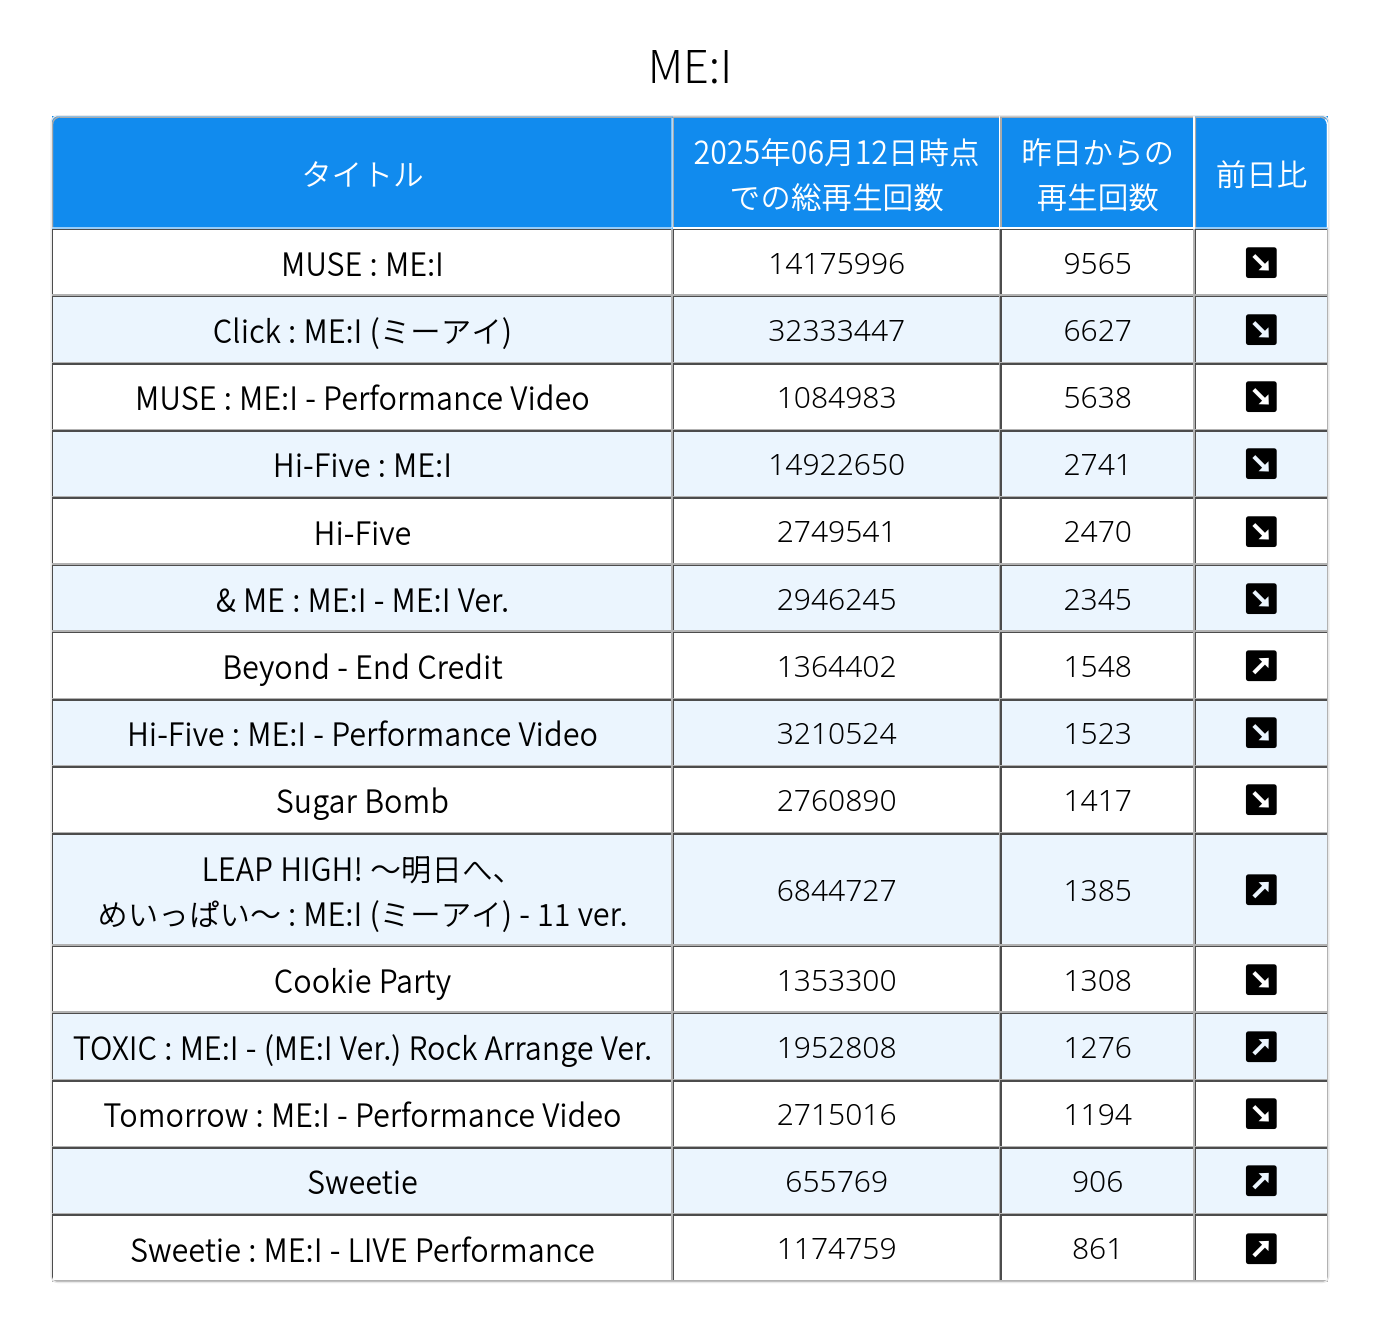 ME:I
タイトル
2025年06月12日時点
での総再生回数
昨日からの
再生回数
前日比
MUSE : ME:I 14175996 9565
Click : ME:I (ミーアイ) 32333447 6627
MUSE : ME:I - Performance Video 1084983 5638
Hi-Five : ME:I 14922650 2741
Hi-Five 2749541 2470
& ME : ME:I - ME:I Ver. 2946245 2345
Beyond - End Credit 1364402 1548
Hi-Five : ME:I - Performance Video 3210524 1523
Sugar Bomb 2760890 1417
LEAP HIGH! 〜明日へ、
めいっぱい〜 : ME:I (ミーアイ) - 11 ver. 6844727 1385
Cookie Party 1353300 1308
TOXIC : ME:I - (ME:I Ver.) Rock Arrange Ver. 1952808 1276
Tomorrow : ME:I - Performance Video 2715016 1194
Sweetie 655769 906
Sweetie : ME:I - LIVE Performance 1174759 861